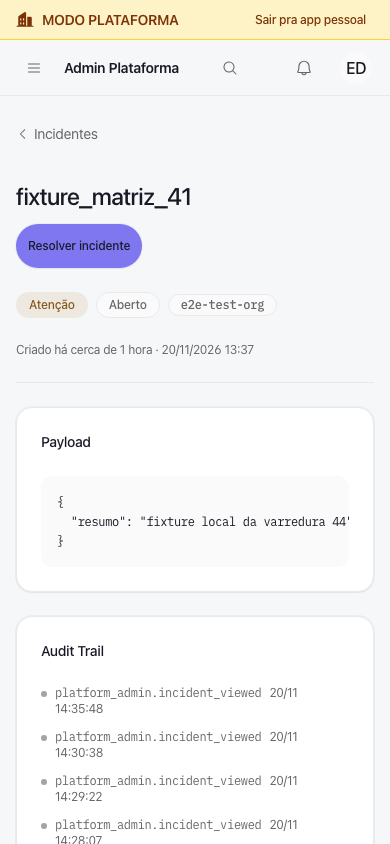 MODO PLATAFORMA
Sair pra app pessoal
Admin Plataforma
ED
Incidentes
fixture_matriz_41
Resolver incidente
Atenção
Aberto
e2e-test-org
Criado há cerca de 1 hora · 20/11/2026 13:37
Payload
{
"resumo": "fixture local da varredura 44"
}
Audit Trail
platform_admin.incident_viewed 20/11
14:35:48
platform_admin.incident_viewed 20/11
14:30:38
platform_admin.incident_viewed 20/11
14:29:22
platform_admin.incident_viewed 20/11
14:28:07